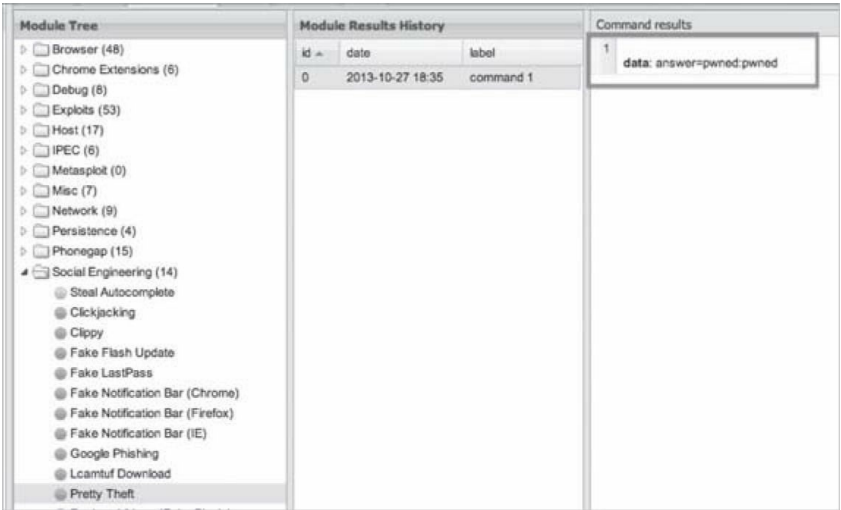 Module Tree
Browser (48)
Chrome Extensions (6)
Debug (8)
Exploits (53)
Host (17)
IPEC (6)
Metasploit (0)
Misc (7)
Network (9)
Persistence (4)
Phonegap (15)
Social Engineering (14)
Steal Autocomplete
Clickjacking
Clippy
Fake Flash Update
Fake LastPass
Fake Notification Bar (Chrome)
Fake Notification Bar (Firefox)
Fake Notification Bar (IE)
Google Phishing
Lcamtuf Download
Pretty Theft
Module Results History
id date label
0 2013-10-27 18:35 command 1
Command results
1
data: answer=pwned:pwned